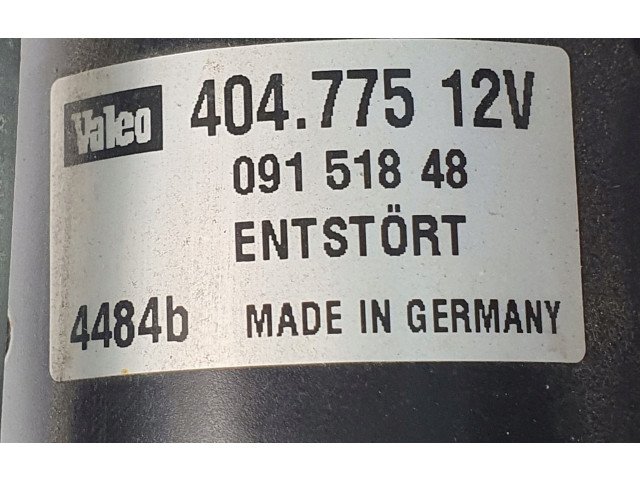 Valeo 404.775 12V
091 518 48
ENTSTÖRT
4484b MADE IN GERMANY